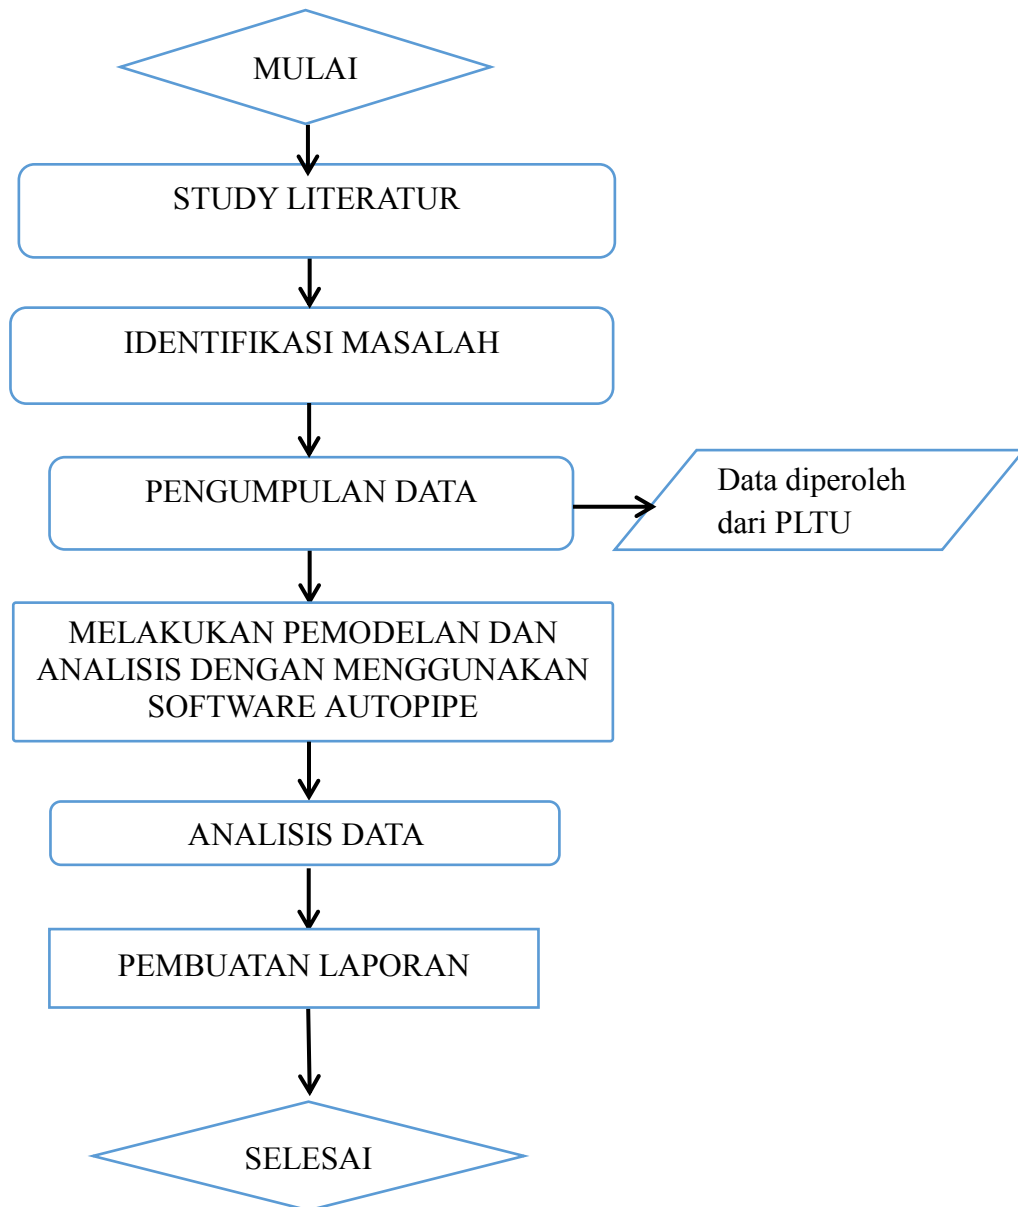 MULAI
STUDY LITERATUR
IDENTIFIKASI MASALAH
PENGUMPULAN DATA
Data diperoleh
dari PLTU
MELAKUKAN PEMODELAN DAN
ANALISIS DENGAN MENGGUNAKAN
SOFTWARE AUTOPIPE
ANALISIS DATA
PEMBUATAN LAPORAN
SELESAI